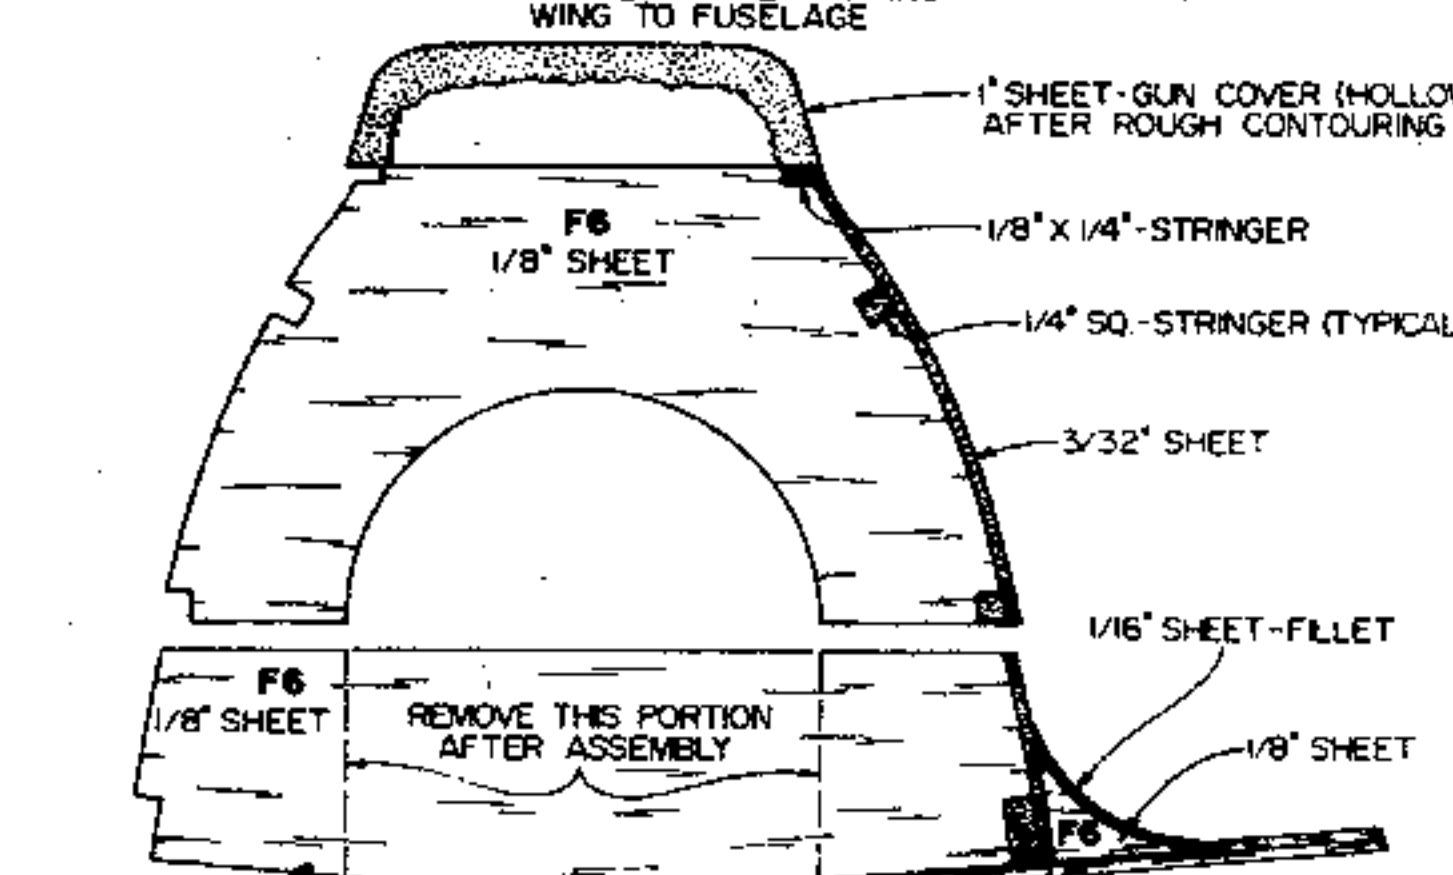 WING TO FUSELAGE
1" SHEET-GUN COVER (HOLLOW
AFTER ROUGH CONTOURING
F6
1/8" SHEET
1/8" X 1/4"-STRINGER
1/4" SQ.-STRINGER (TYPICAL
3/32" SHEET
1/16" SHEET-FILLET
F6
1/8" SHEET
REMOVE THIS PORTION
AFTER ASSEMBLY
1/8" SHEET
F6